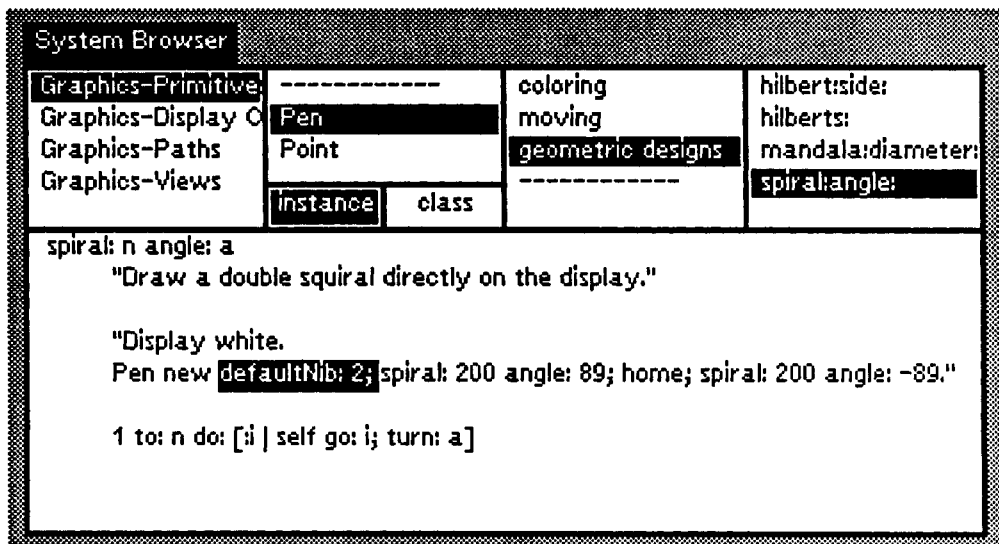 System Browser
Graphics-Primitive
Graphics-Display O
Graphics-Paths
Graphics-Views
------------
Pen
Point
instance class
coloring
moving
geometric designs
------------
hilbert:side:
hilberts:
mandala:diameter:
spiral:angle:
spiral: n angle: a
"Draw a double squiral directly on the display."
"Display white.
Pen new defaultNib: 2; spiral: 200 angle: 89; home; spiral: 200 angle: -89."
1 to: n do: [:i | self go: i; turn: a]